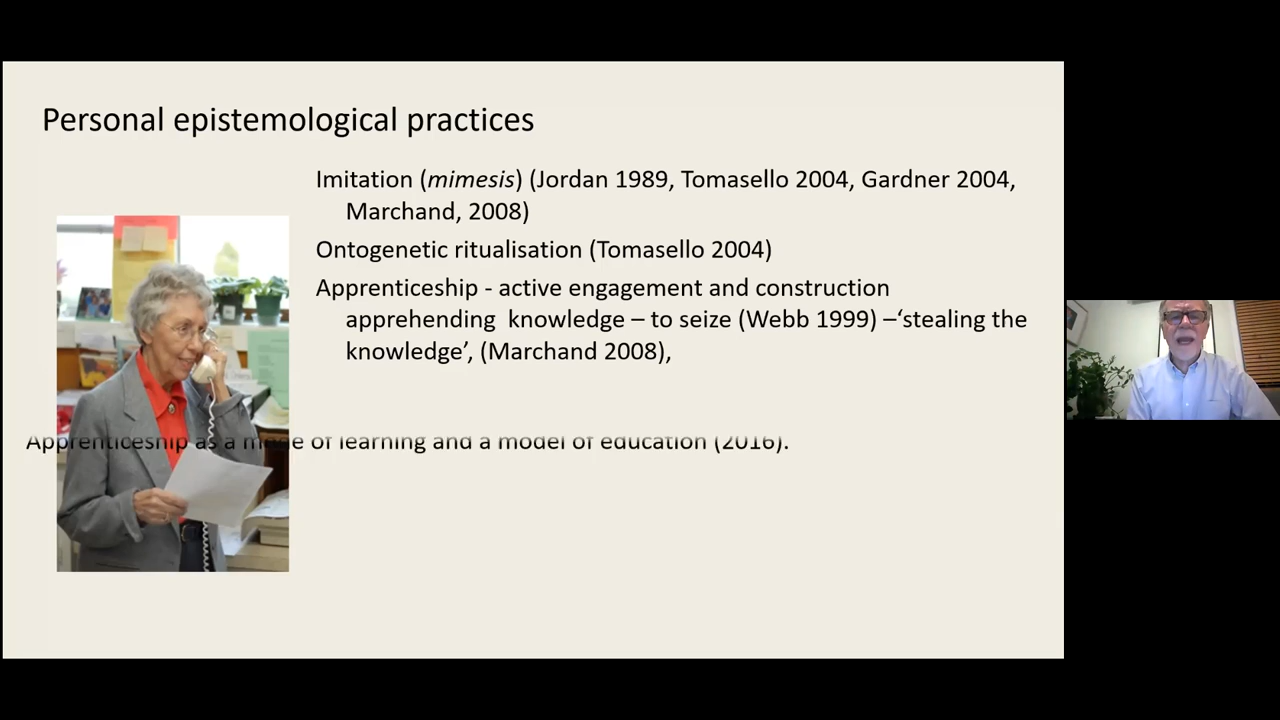 Personal epistemological practices
Imitation (mimesis) (Jordan 1989, Tomasello 2004, Gardner 2004,
Marchand, 2008)
Ontogenetic ritualisation (Tomasello 2004)
Apprenticeship - active engagement and construction
apprehending  knowledge – to seize (Webb 1999) –‘stealing the
knowledge’, (Marchand 2008),
Apprenticeship as a mode of learning and a model of education (2016).